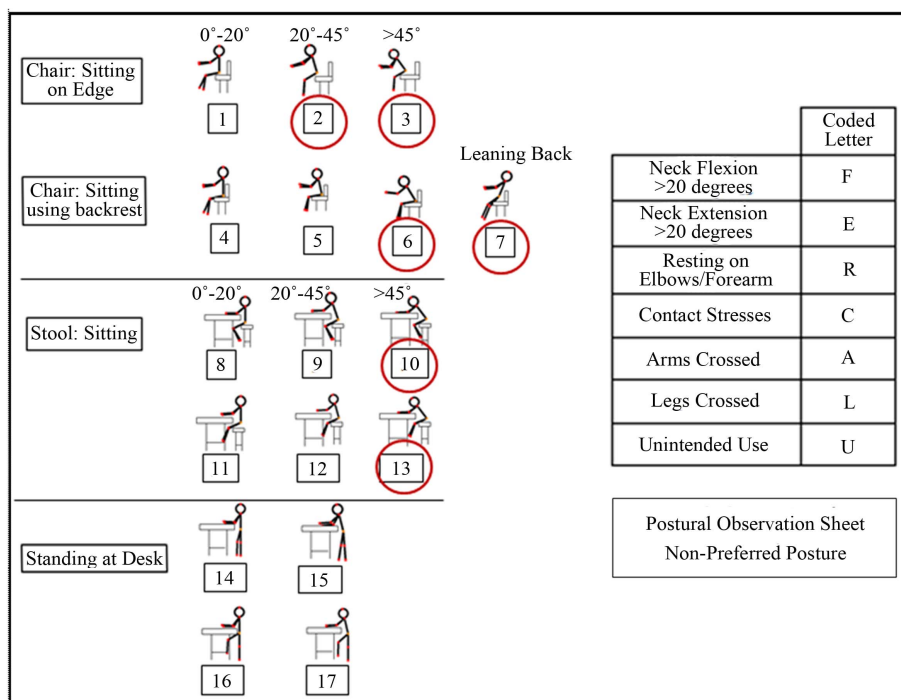 0˚-20˚ 20˚-45˚ >45˚
Chair: Sitting
on Edge
1 2 3
Leaning Back
Chair: Sitting
using backrest
4 5 6 7
0˚-20˚ 20˚-45˚ >45˚
Stool: Sitting
8 9 10
11 12 13
Standing at Desk
14 15
16 17
Coded
Letter
Neck Flexion
>20 degrees
F
Neck Extension
>20 degrees
E
Resting on
Elbows/Forearm
R
Contact Stresses C
Arms Crossed A
Legs Crossed L
Unintended Use U
Postural Observation Sheet
Non-Preferred Posture